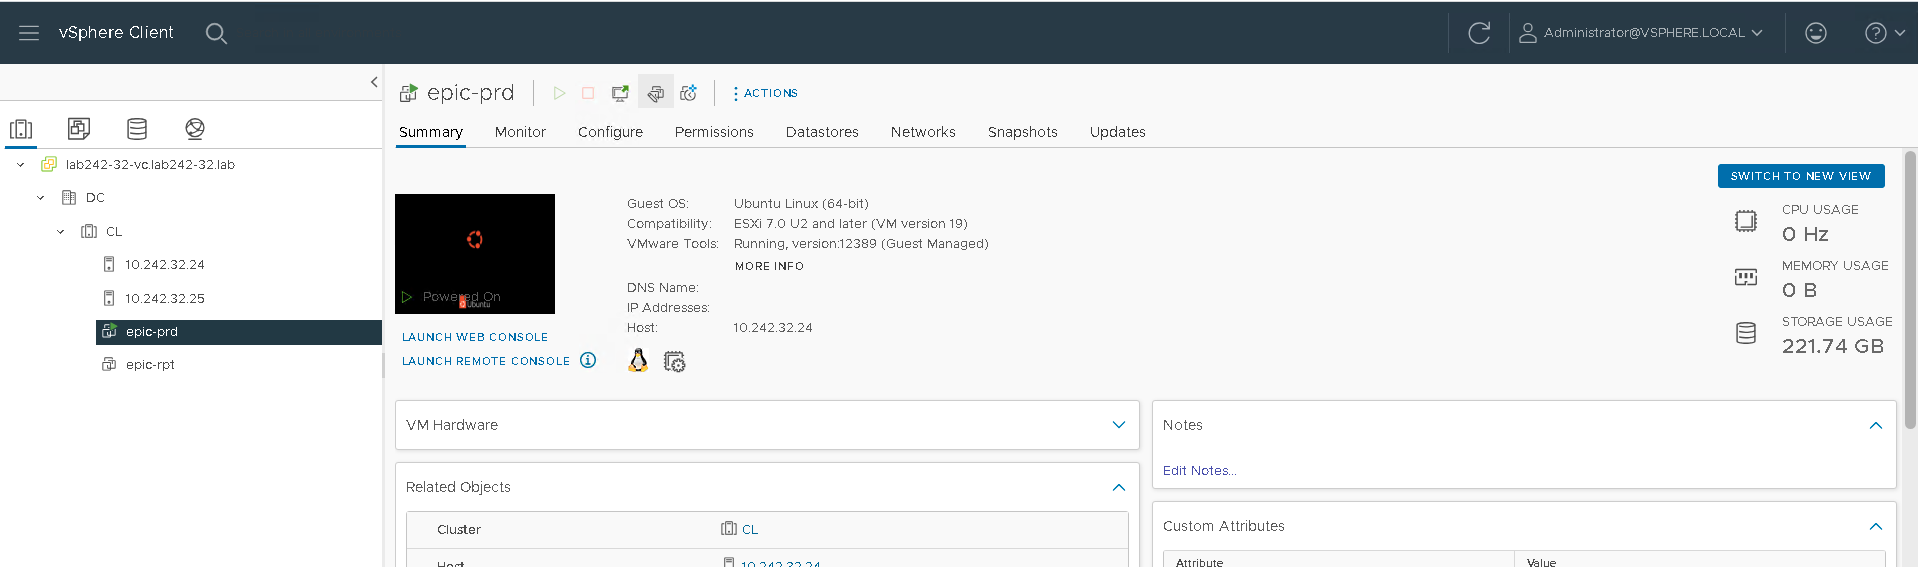 vSphere Client
Administrator@VSPHERE.LOCAL
lab242-32-vc.lab242-32.lab
DC
CL
10.242.32.24
10.242.32.25
epic-prd
epic-rpt
epic-prd
ACTIONS
Summary
Monitor
Configure
Permissions
Datastores
Networks
Snapshots
Updates
SWITCH TO NEW VIEW
Powered On
ubuntu
LAUNCH WEB CONSOLE
LAUNCH REMOTE CONSOLE
Guest OS: Ubuntu Linux (64-bit)
Compatibility: ESXi 7.0 U2 and later (VM version 19)
VMware Tools: Running, version:12389 (Guest Managed)
MORE INFO
DNS Name:
IP Addresses:
Host: 10.242.32.24
CPU USAGE
0 Hz
MEMORY USAGE
0 B
STORAGE USAGE
221.74 GB
VM Hardware
Related Objects
Cluster CL
Host 10.242.32.24
Notes
Edit Notes...
Custom Attributes
Attribute Value